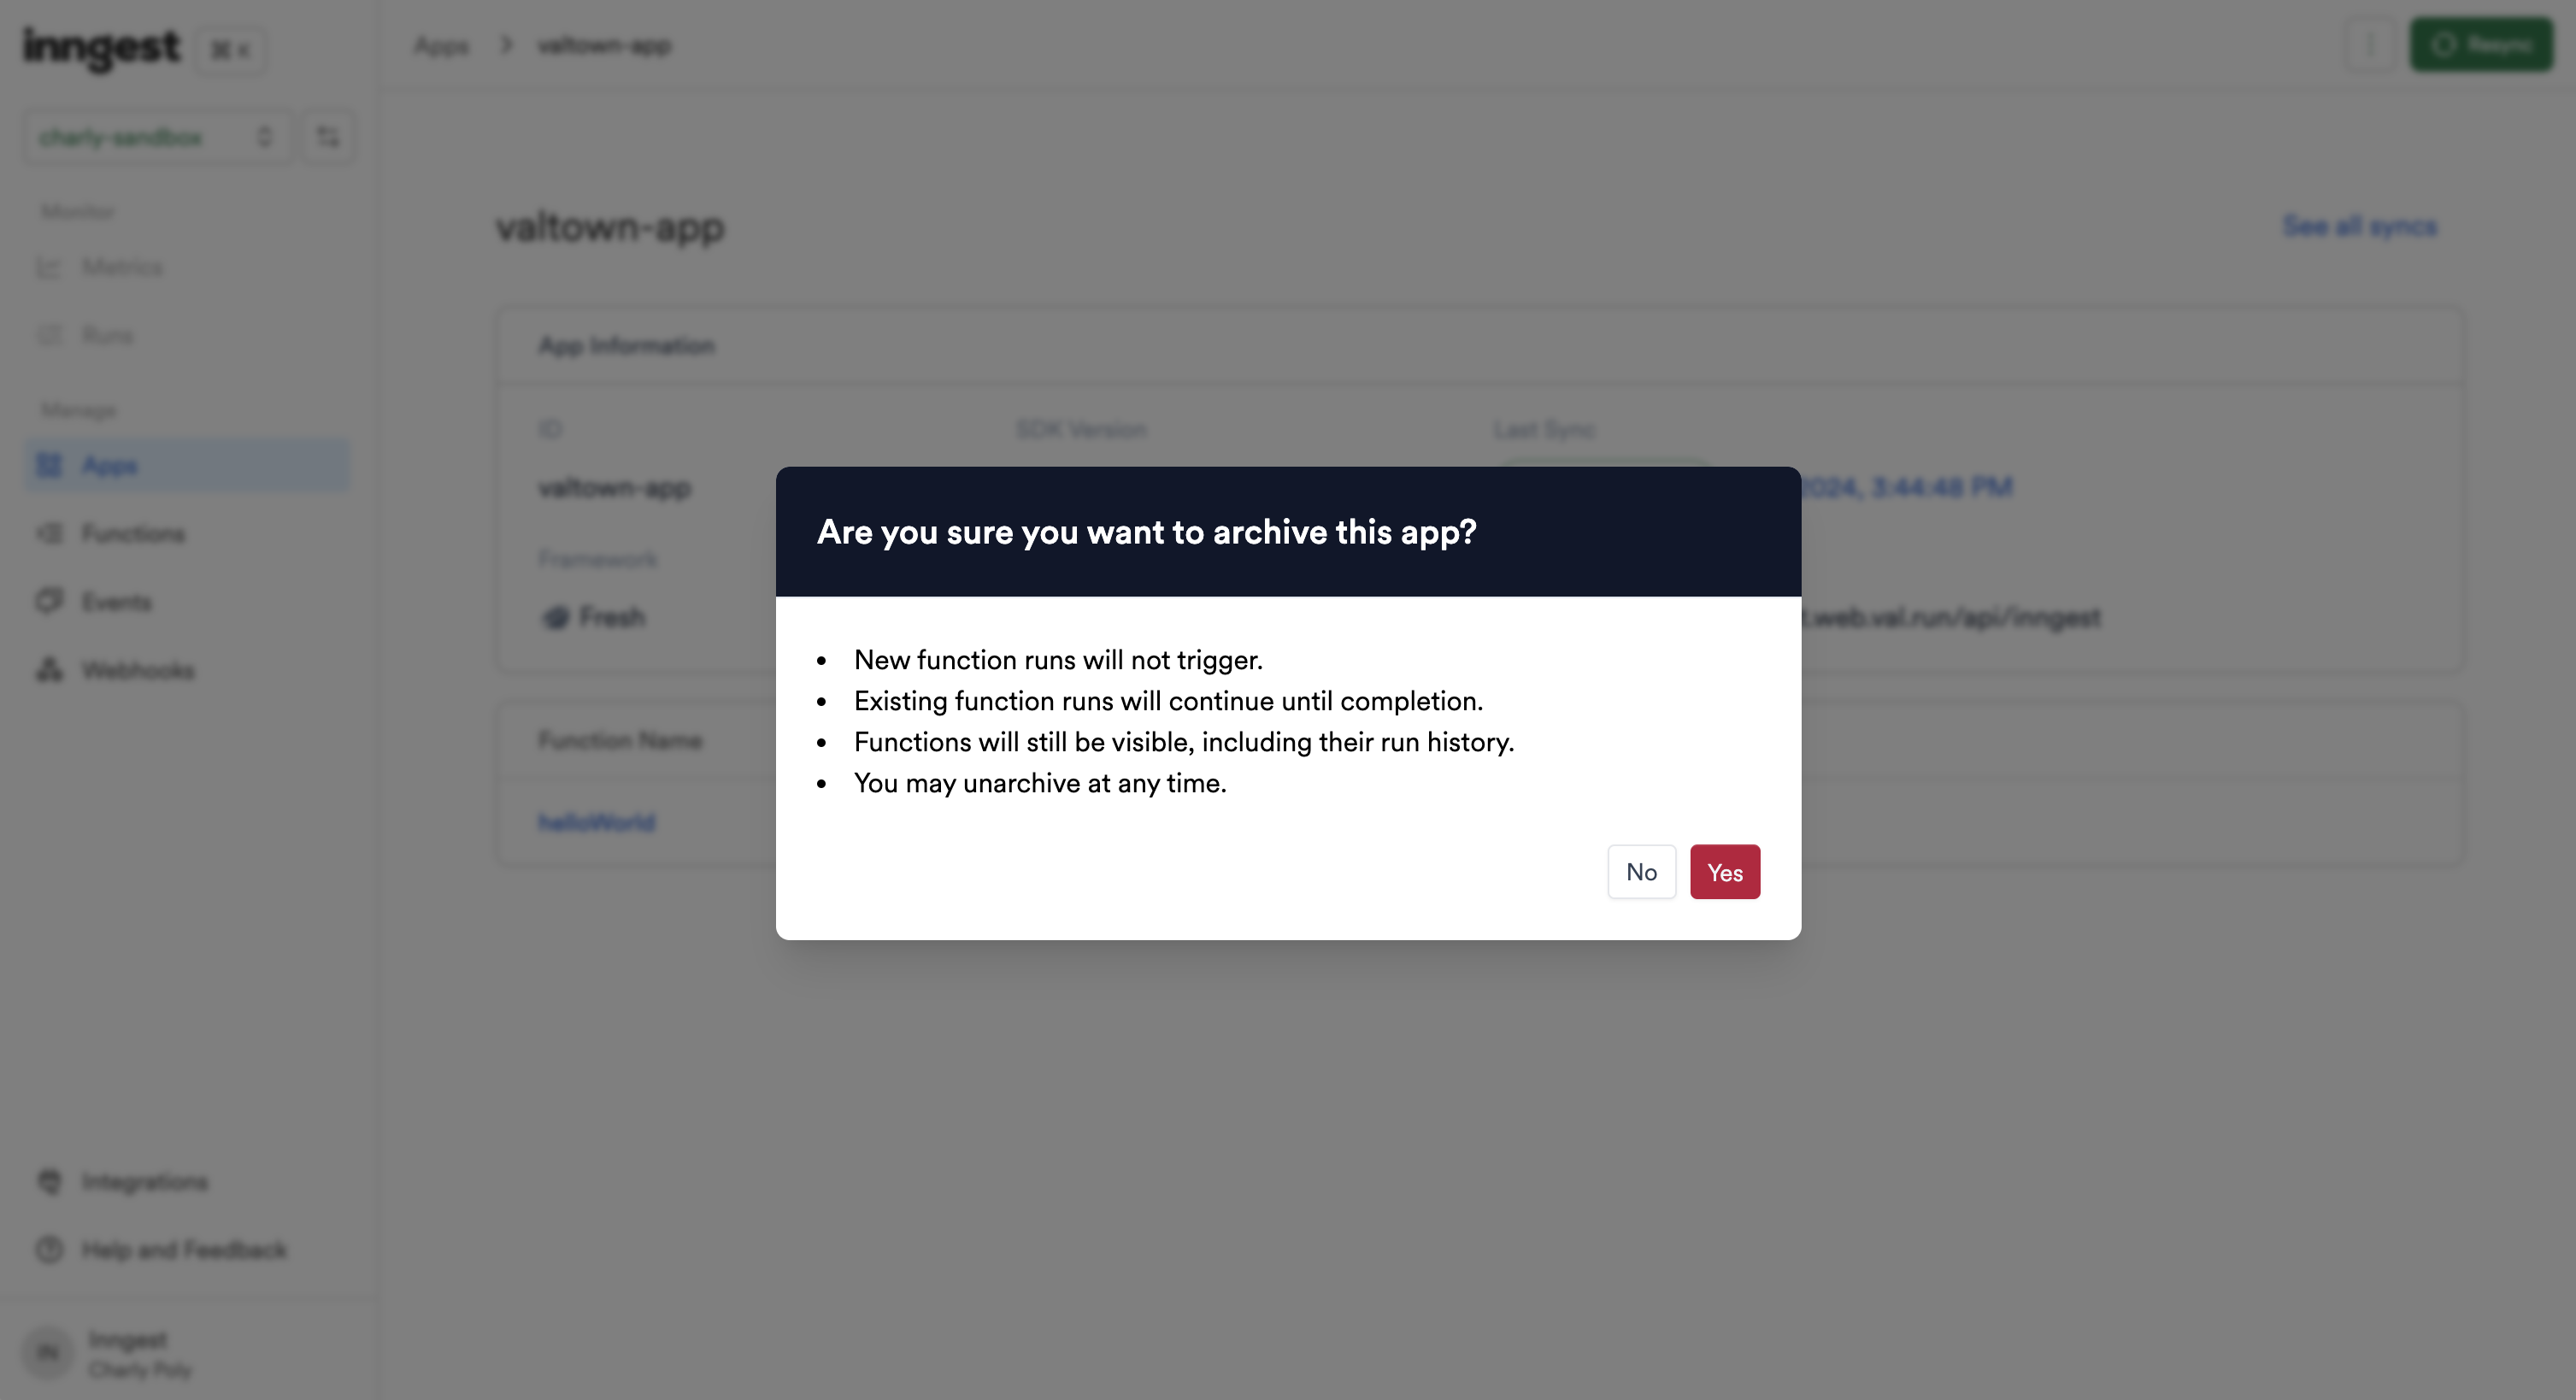 inngest
⌘ K
Apps > valtown-app
Resync
charly-sandbox
Monitor
Metrics
Runs
Manage
Apps
Functions
Events
Webhooks
Integrations
Help and Feedback
IN
Inngest
Charly Poly
valtown-app
See all syncs
App Information
ID
SDK Version
Last Sync
valtown-app
2024, 3:44:48 PM
Framework
Fresh
.web.val.run/api/inngest
Function Name
helloWorld
Are you sure you want to archive this app?
• New function runs will not trigger.
• Existing function runs will continue until completion.
• Functions will still be visible, including their run history.
• You may unarchive at any time.
No
Yes